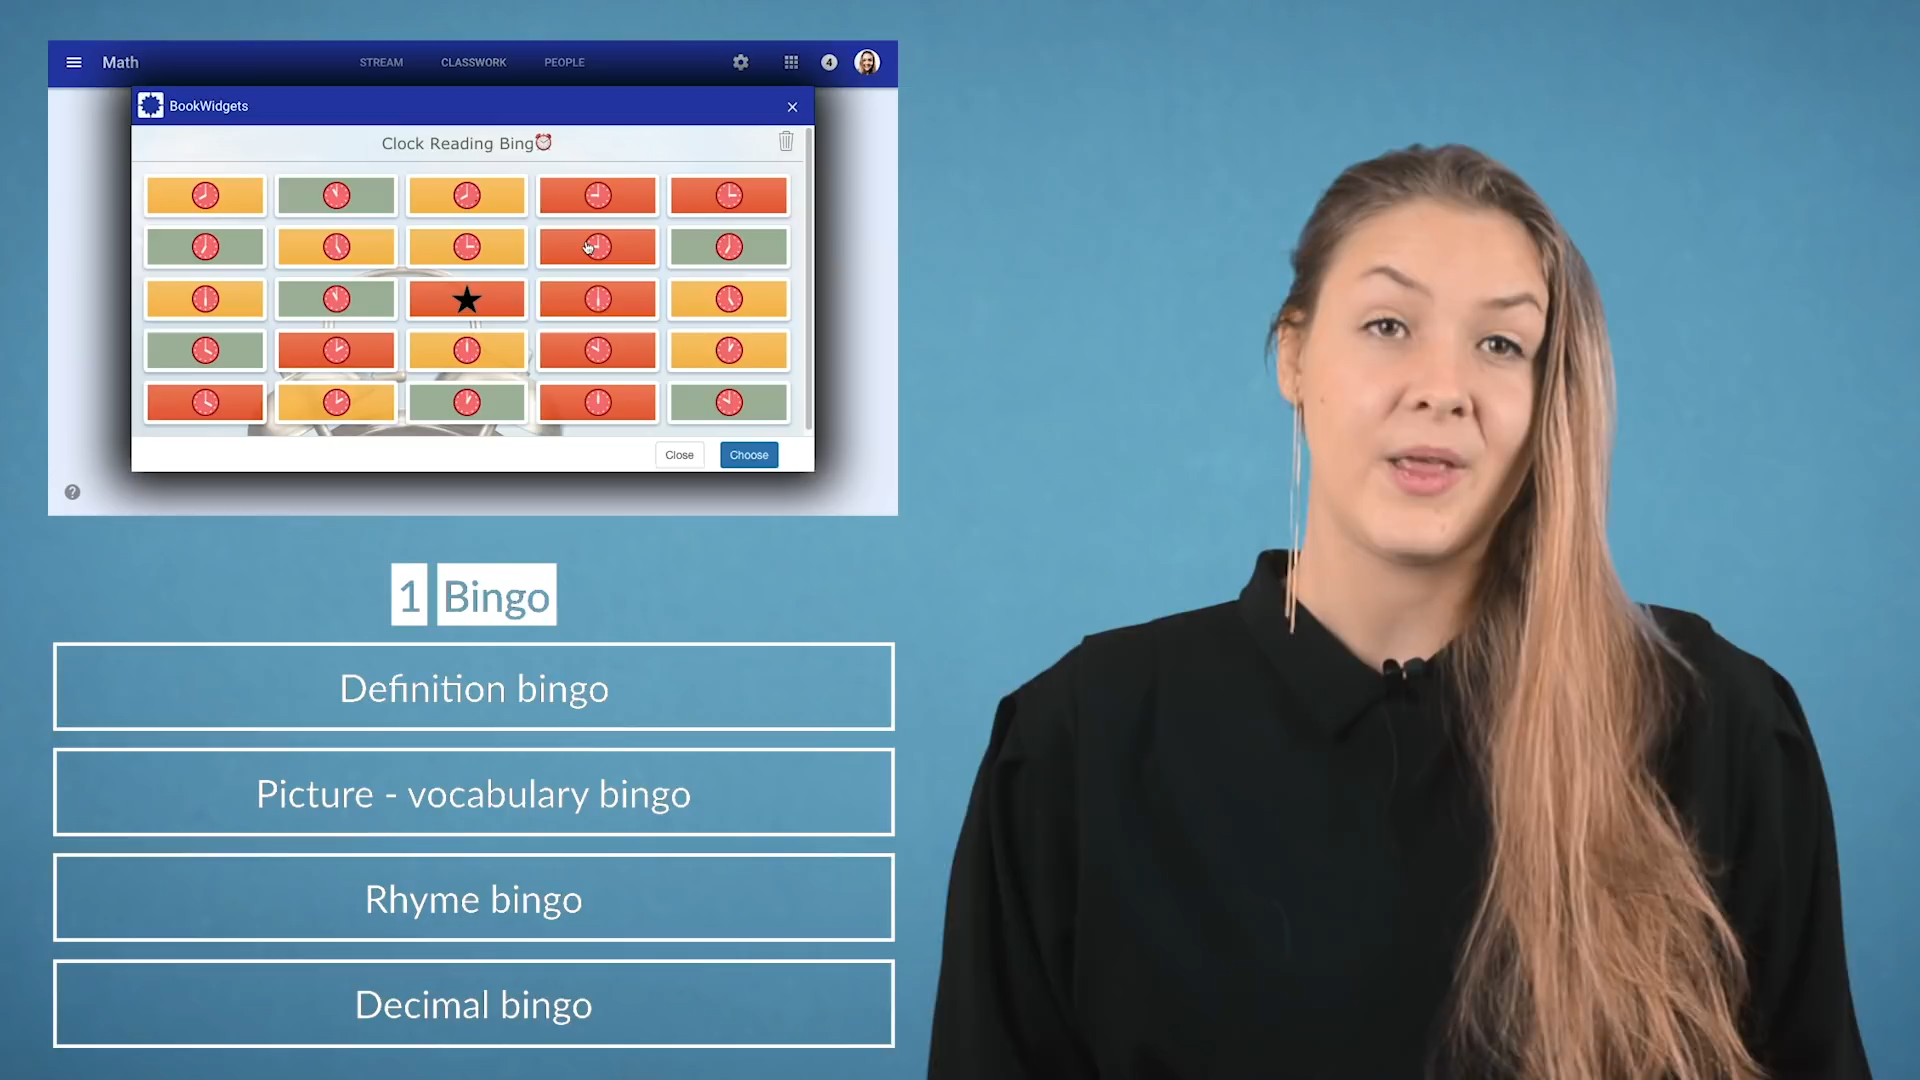 Math
STREAM
CLASSWORK
PEOPLE
4
BookWidgets
Clock Reading Bing
Close
Choose
?
1 Bingo
Definition bingo
Picture - vocabulary bingo
Rhyme bingo
Decimal bingo